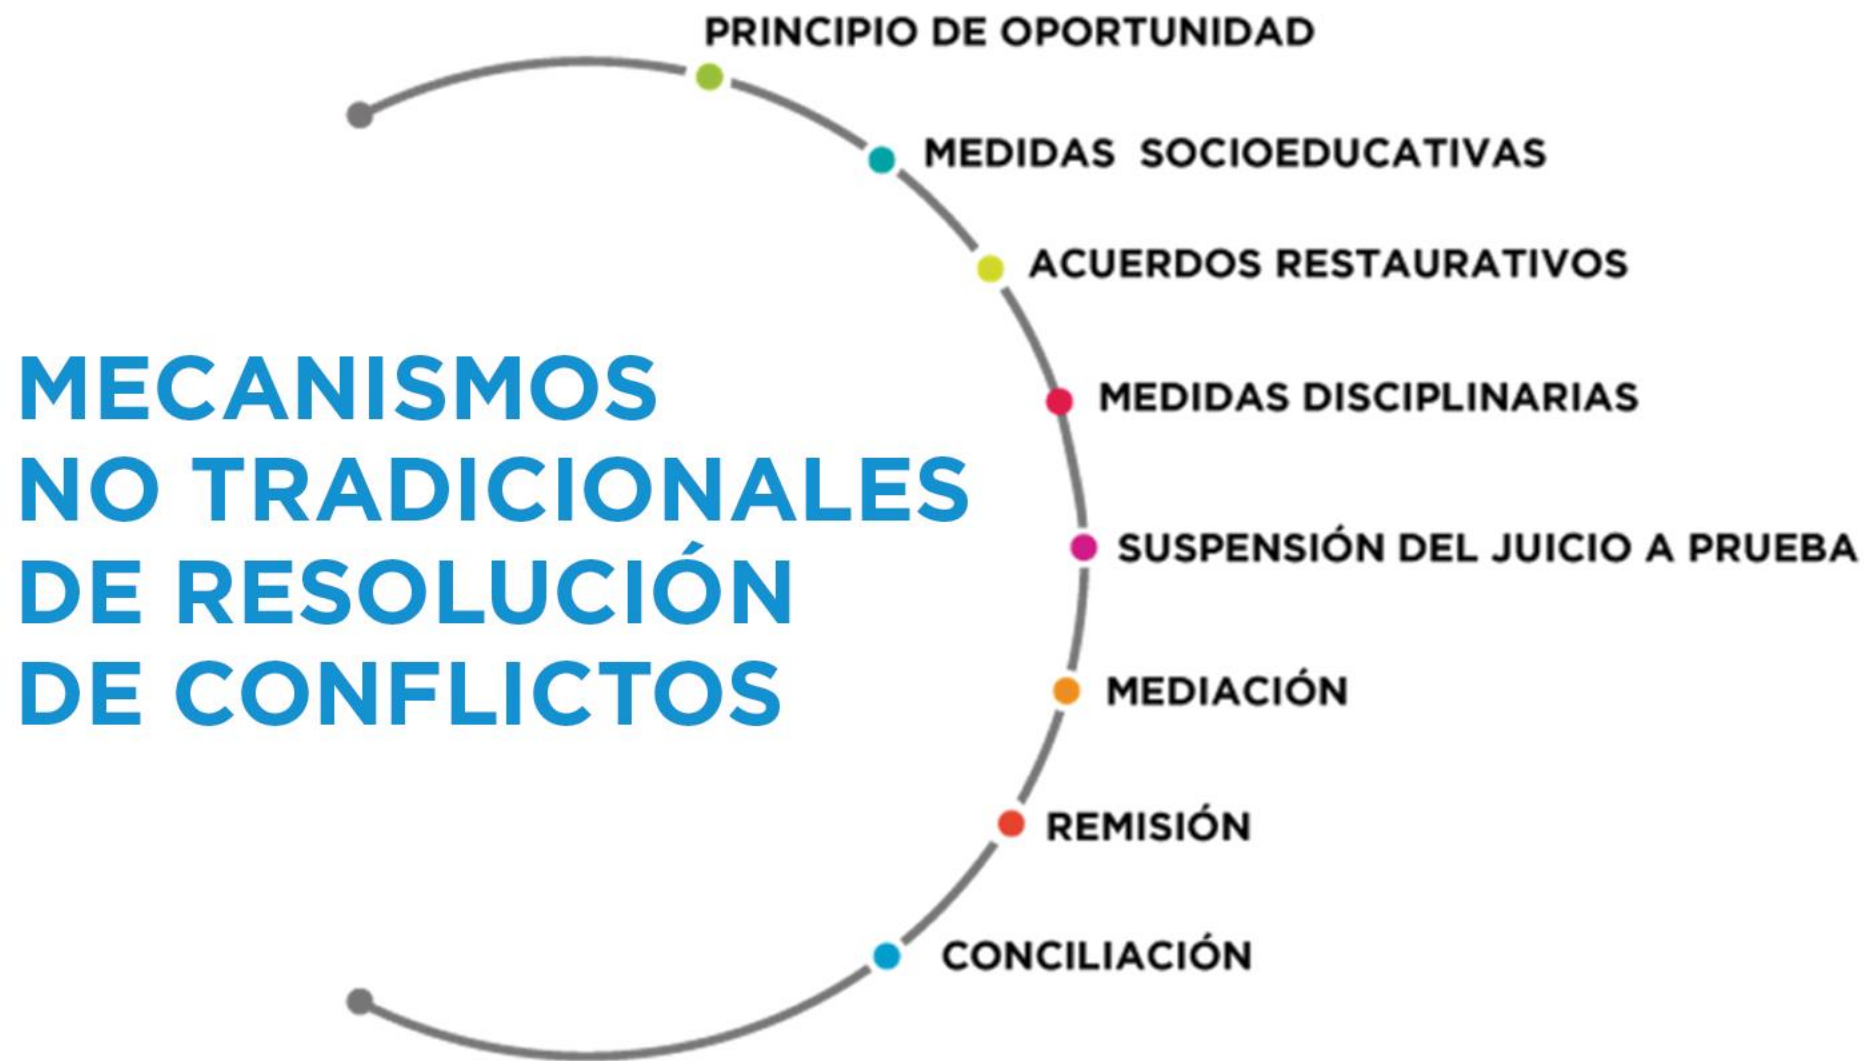 PRINCIPIO DE OPORTUNIDAD
MEDIDAS SOCIOEDUCATIVAS
ACUERDOS RESTAURATIVOS
MEDIDAS DISCIPLINARIAS
SUSPENSIÓN DEL JUICIO A PRUEBA
MEDIACIÓN
REMISIÓN
CONCILIACIÓN
MECANISMOS
NO TRADICIONALES
DE RESOLUCIÓN
DE CONFLICTOS